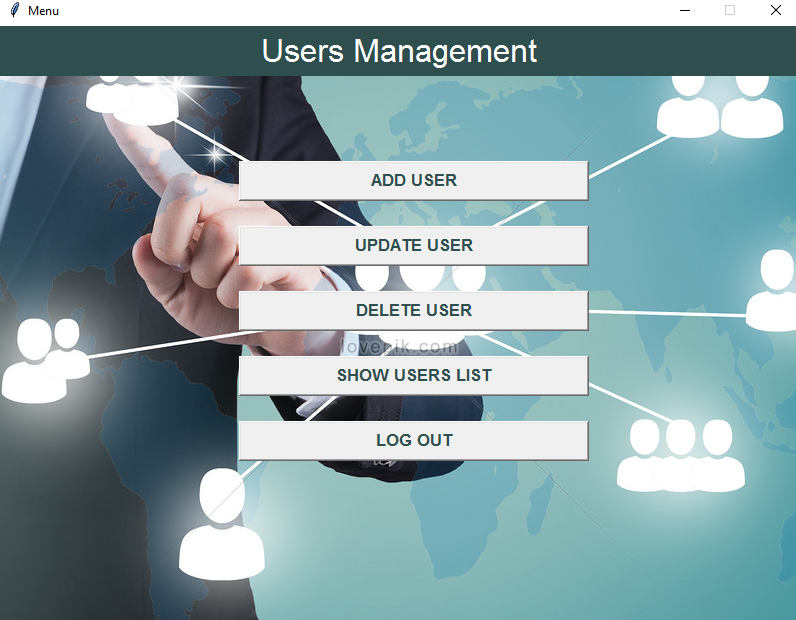 Menu
Users Management
ADD USER
UPDATE USER
DELETE USER
lovepik.com
SHOW USERS LIST
LOG OUT